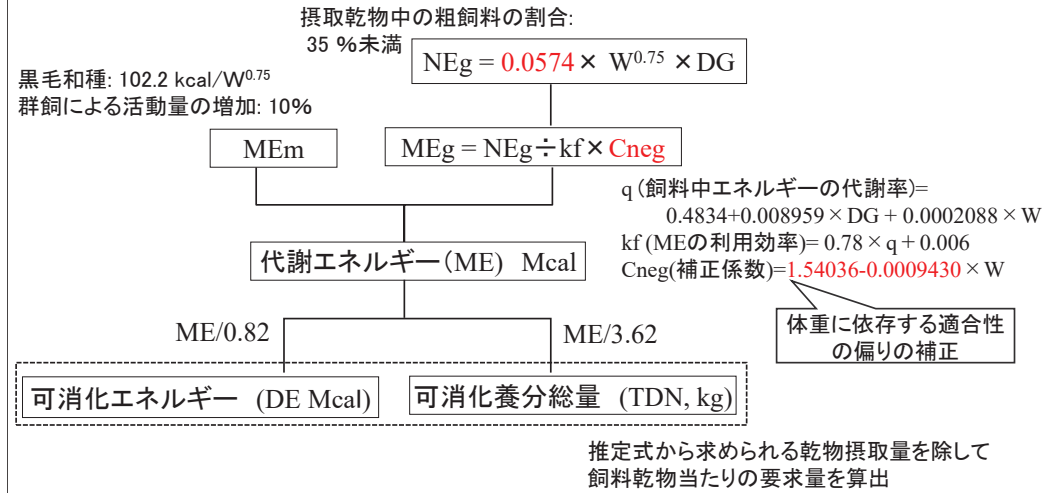 摂取乾物中の粗飼料の割合:
35 %未満
NEg = 0.0574 × W^0.75 × DG
黒毛和種: 102.2 kcal/W^0.75
群飼による活動量の増加: 10%
MEm
MEg = NEg÷kf × Cneg
q (飼料中エネルギーの代謝率)=
0.4834+0.008959 × DG + 0.0002088 × W
kf (MEの利用効率)= 0.78 × q + 0.006
Cneg(補正係数)=1.54036-0.0009430 × W
代謝エネルギー(ME) Mcal
体重に依存する適合性
の偏りの補正
ME/0.82
ME/3.62
可消化エネルギー (DE Mcal)
可消化養分総量 (TDN, kg)
推定式から求められる乾物摂取量を除して
飼料乾物当たりの要求量を算出